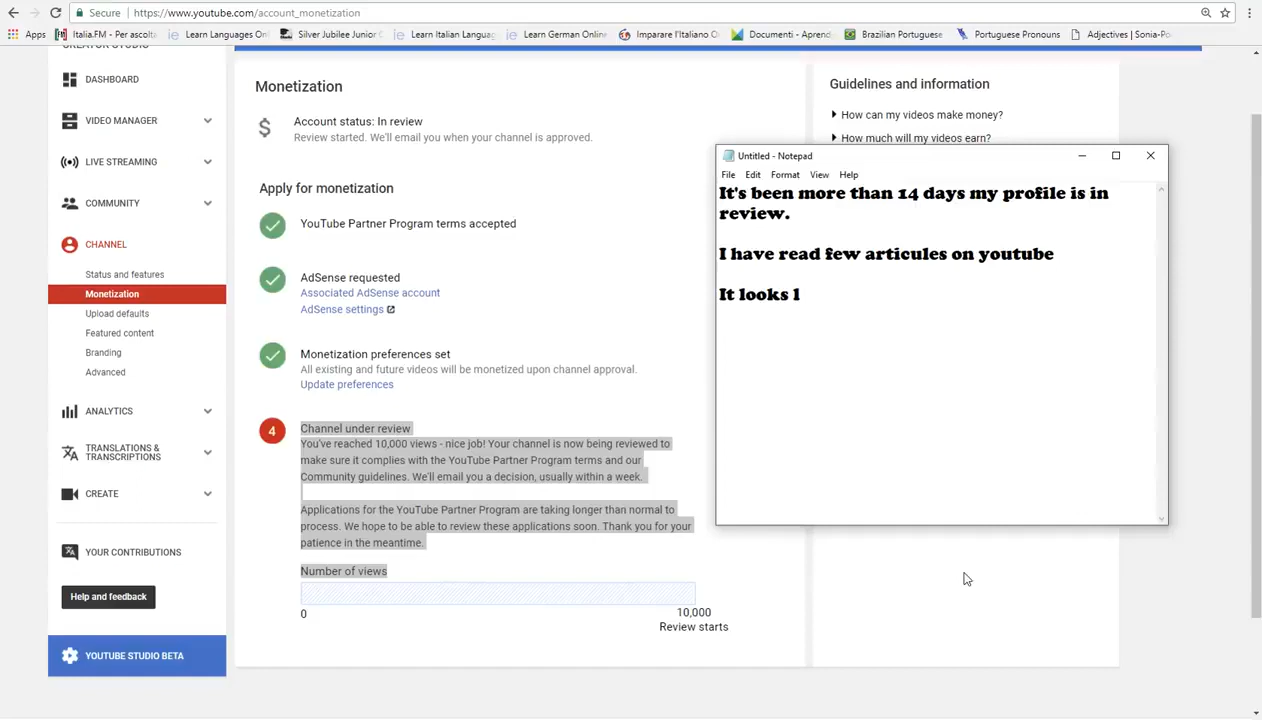 Secure https://www.youtube.com/account_monetization
Apps Italia.FM - Per ascolta Learn Languages On Silver Jubilee Junior C Learn Italian Langua Learn German Online Imparare l'Italiano O Documenti - Aprend Brazilian Portuguese Portuguese Pronouns Adjectives | Sonia-Po
CREATOR STUDIO
DASHBOARD
VIDEO MANAGER
LIVE STREAMING
COMMUNITY
CHANNEL
Status and features
Monetization
Upload defaults
Featured content
Branding
Advanced
ANALYTICS
TRANSLATIONS &
TRANSCRIPTIONS
CREATE
YOUR CONTRIBUTIONS
Help and feedback
YOUTUBE STUDIO BETA
Monetization
Account status: In review
Review started. We'll email you when your channel is approved.
Apply for monetization
YouTube Partner Program terms accepted
AdSense requested
Associated AdSense account
AdSense settings
Monetization preferences set
All existing and future videos will be monetized upon channel approval.
Update preferences
4
Channel under review
You've reached 10,000 views - nice job! Your channel is now being reviewed to
make sure it complies with the YouTube Partner Program terms and our
Community guidelines. We'll email you a decision, usually within a week.
Applications for the YouTube Partner Program are taking longer than normal to
process. We hope to be able to review these applications soon. Thank you for your
patience in the meantime.
Number of views
0
10,000
Review starts
Guidelines and information
How can my videos make money?
How much will my videos earn?
Untitled - Notepad
File Edit Format View Help
It's been more than 14 days my profile is in
review.
I have read few articules on youtube
It looks l